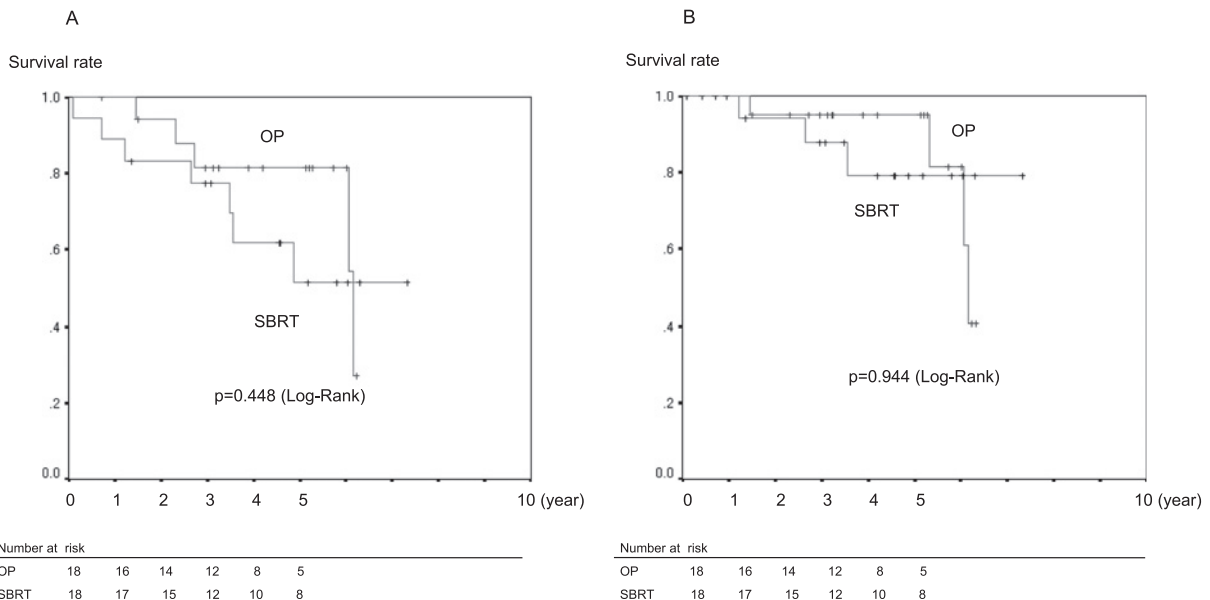 A
Survival rate
1.0
.8
.6
.4
.2
0.0
OP
SBRT
p=0.448 (Log-Rank)
0 1 2 3 4 5 10 (year)
Number at risk
OP 18 16 14 12 8 5
SBRT 18 17 15 12 10 8
B
Survival rate
1.0
.8
.6
.4
.2
0.0
OP
SBRT
p=0.944 (Log-Rank)
0 1 2 3 4 5 10 (year)
Number at risk
OP 18 16 14 12 8 5
SBRT 18 17 15 12 10 8